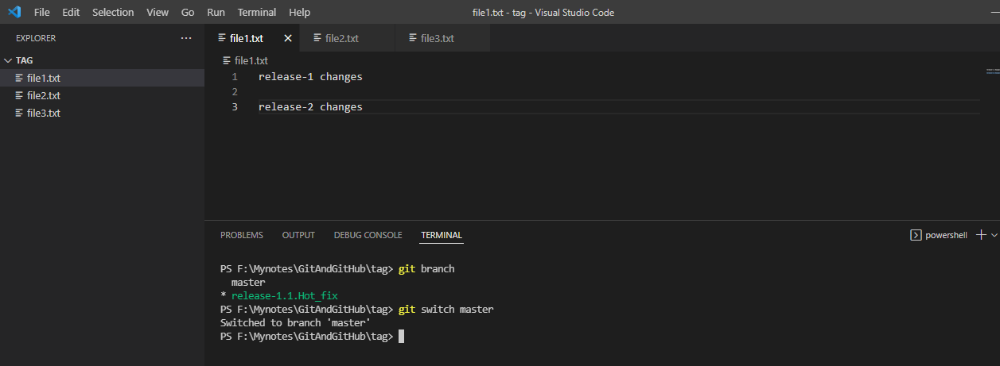 File Edit Selection View Go Run Terminal Help
file1.txt - tag - Visual Studio Code
EXPLORER
TAG
file1.txt
file2.txt
file3.txt
file1.txt file2.txt file3.txt
file1.txt
1 release-1 changes
2
3 release-2 changes
PROBLEMS OUTPUT DEBUG CONSOLE TERMINAL
powershell
PS F:\Mynotes\GitAndGitHub\tag> git branch
master
* release-1.1.Hot_fix
PS F:\Mynotes\GitAndGitHub\tag> git switch master
Switched to branch 'master'
PS F:\Mynotes\GitAndGitHub\tag>